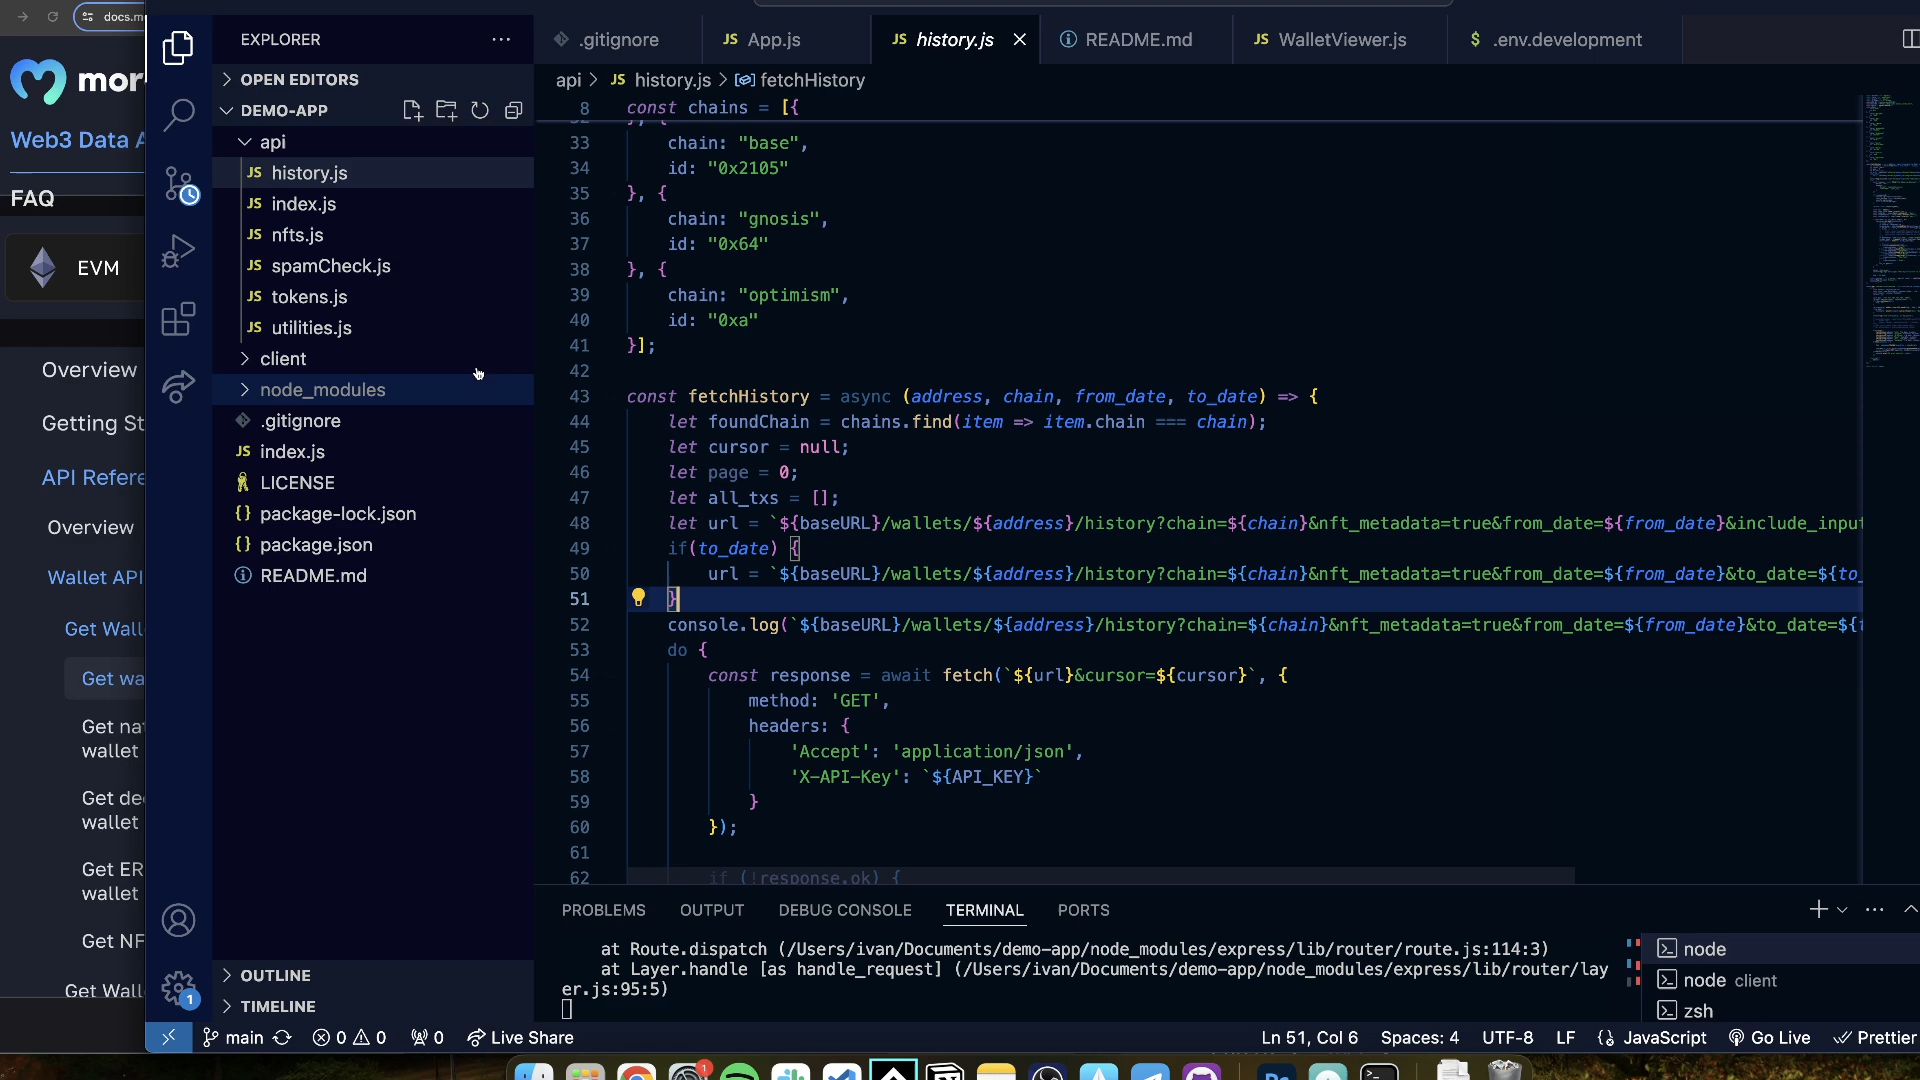 docs.m
mor
Web3 Data A
FAQ
EVM
Overview
Getting St
API Refere
Overview
Wallet API
Get Wall
Get wa
Get na
wallet
Get de
wallet
Get ER
wallet
Get NF
Get Wall
EXPLORER
OPEN EDITORS
DEMO-APP
api
JS history.js
JS index.js
JS nfts.js
JS spamCheck.js
JS tokens.js
JS utilities.js
client
node_modules
.gitignore
JS index.js
LICENSE
{} package-lock.json
{} package.json
README.md
OUTLINE
TIMELINE
.gitignore JS App.js JS history.js README.md JS WalletViewer.js $ .env.development
api > JS history.js > fetchHistory
8 const chains = [{
33 chain: "base",
34 id: "0x2105"
35 }, {
36 chain: "gnosis",
37 id: "0x64"
38 }, {
39 chain: "optimism",
40 id: "0xa"
41 }];
42
43 const fetchHistory = async (address, chain, from_date, to_date) => {
44 let foundChain = chains.find(item => item.chain === chain);
45 let cursor = null;
46 let page = 0;
47 let all_txs = [];
48 let url = `${baseURL}/wallets/${address}/history?chain=${chain}&nft_metadata=true&from_date=${from_date}&include_input
49 if(to_date) {
50 url = `${baseURL}/wallets/${address}/history?chain=${chain}&nft_metadata=true&from_date=${from_date}&to_date=${to_
51 }
52 console.log(`${baseURL}/wallets/${address}/history?chain=${chain}&nft_metadata=true&from_date=${from_date}&to_date=${t
53 do {
54 const response = await fetch(`${url}&cursor=${cursor}`, {
55 method: 'GET',
56 headers: {
57 'Accept': 'application/json',
58 'X-API-Key': `${API_KEY}`
59 }
60 });
61
62 if (!response.ok) {
PROBLEMS OUTPUT DEBUG CONSOLE TERMINAL PORTS
at Route.dispatch (/Users/ivan/Documents/demo-app/node_modules/express/lib/router/route.js:114:3)
at Layer.handle [as handle_request] (/Users/ivan/Documents/demo-app/node_modules/express/lib/router/lay
er.js:95:5)
node
node client
zsh
1
main 0 0 0 Live Share Ln 51, Col 6 Spaces: 4 UTF-8 LF {} JavaScript Go Live Prettier
1